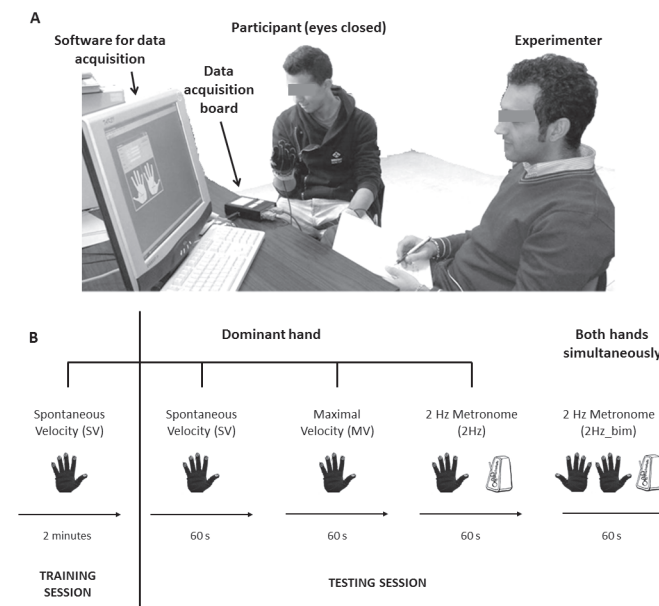 A
Participant (eyes closed)
Software for data
acquisition
Experimenter
Data
acquisition
board
B
Dominant hand
Both hands
simultaneously
Spontaneous
Velocity (SV)
Spontaneous
Velocity (SV)
Maximal
Velocity (MV)
2 Hz Metronome
(2Hz)
2 Hz Metronome
(2Hz_bim)
2 minutes
60 s
60 s
60 s
60 s
TRAINING
SESSION
TESTING SESSION